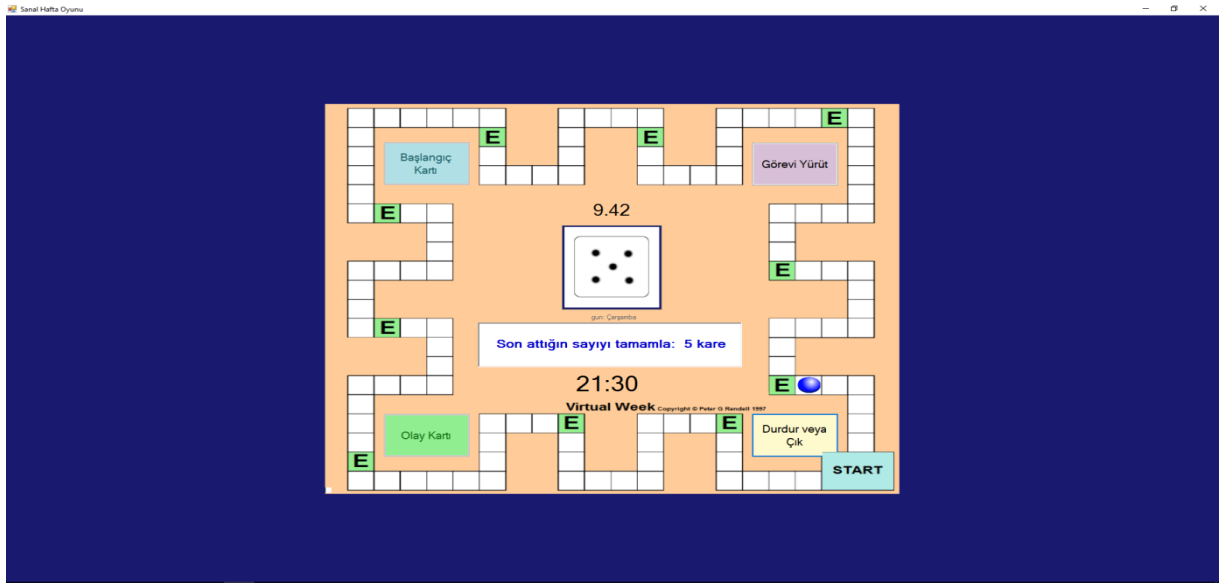 Sanal Hafta Oyunu
E
E
E
Başlangıç
Kartı
Görevi Yürüt
E
9.42
E
gün: Çarşamba
E
Son attığın sayıyı tamamla: 5 kare
21:30
E
Virtual Week Copyright © Peter G Rendell 1997
E
E
Olay Kartı
Durdur veya
Çık
E
START